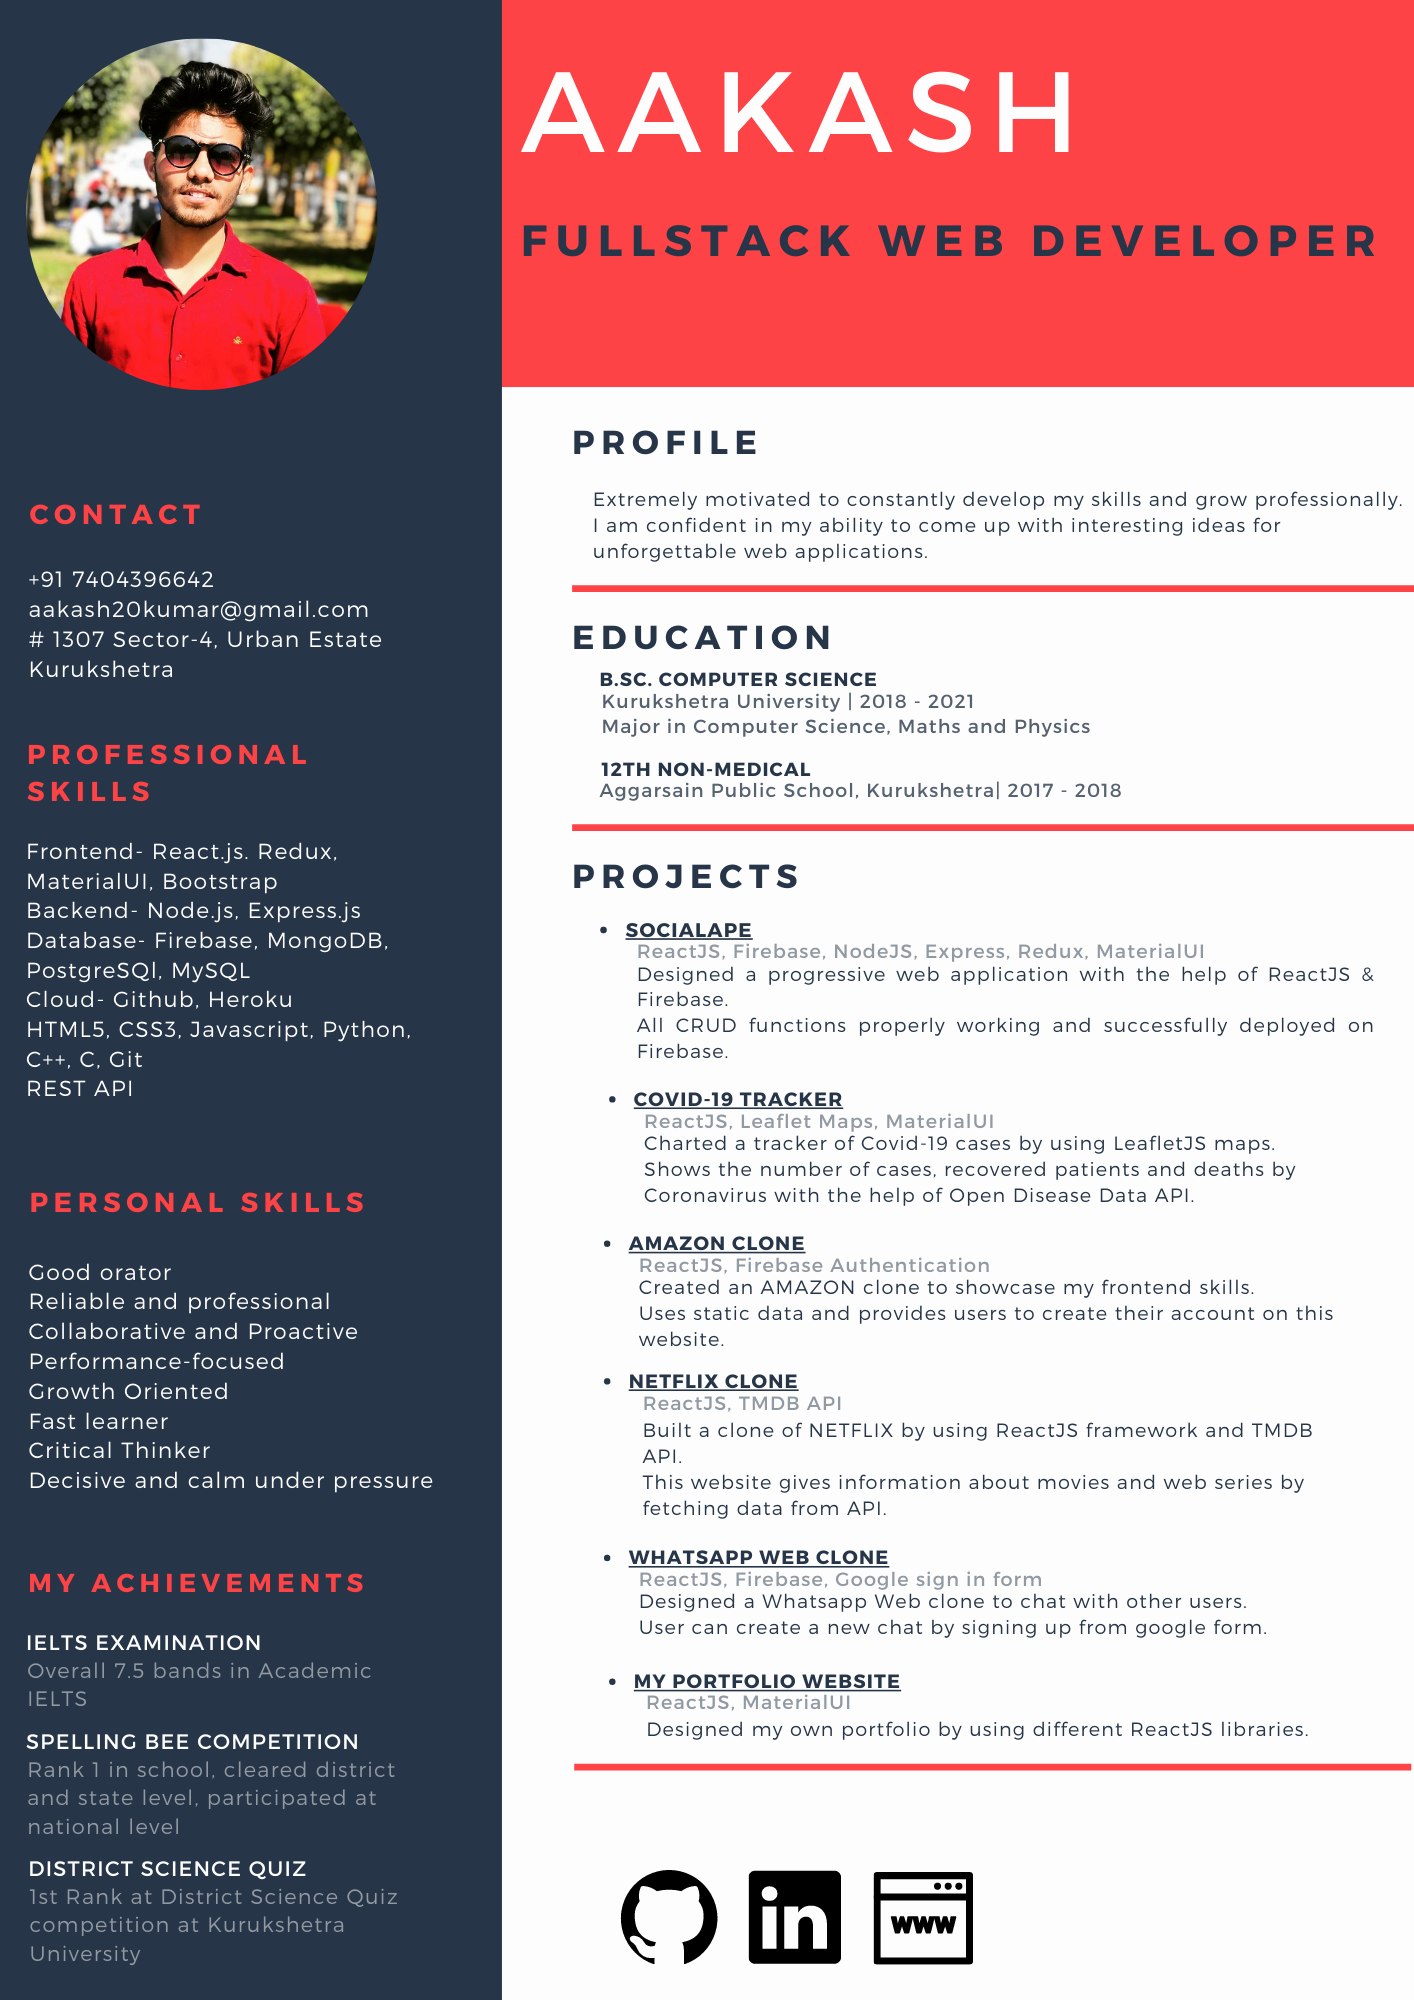 AAKASH
FULLSTACK WEB DEVELOPER
CONTACT
+91 7404396642
aakash20kumar@gmail.com
# 1307 Sector-4, Urban Estate
Kurukshetra
PROFESSIONAL
SKILLS
Frontend- React.js. Redux,
MaterialUI, Bootstrap
Backend- Node.js, Express.js
Database- Firebase, MongoDB,
PostgreSQl, MySQL
Cloud- Github, Heroku
HTML5, CSS3, Javascript, Python,
C++, C, Git
REST API
PERSONAL SKILLS
Good orator
Reliable and professional
Collaborative and Proactive
Performance-focused
Growth Oriented
Fast learner
Critical Thinker
Decisive and calm under pressure
MY ACHIEVEMENTS
IELTS EXAMINATION
Overall 7.5 bands in Academic
IELTS
SPELLING BEE COMPETITION
Rank 1 in school, cleared district
and state level, participated at
national level
DISTRICT SCIENCE QUIZ
1st Rank at District Science Quiz
competition at Kurukshetra
University
PROFILE
Extremely motivated to constantly develop my skills and grow professionally.
I am confident in my ability to come up with interesting ideas for
unforgettable web applications.
EDUCATION
B.SC. COMPUTER SCIENCE
Kurukshetra University | 2018 - 2021
Major in Computer Science, Maths and Physics
12TH NON-MEDICAL
Aggarsain Public School, Kurukshetra| 2017 - 2018
PROJECTS
• SOCIALAPE
ReactJS, Firebase, NodeJS, Express, Redux, MaterialUI
Designed a progressive web application with the help of ReactJS &
Firebase.
All CRUD functions properly working and successfully deployed on
Firebase.
• COVID-19 TRACKER
ReactJS, Leaflet Maps, MaterialUI
Charted a tracker of Covid-19 cases by using LeafletJS maps.
Shows the number of cases, recovered patients and deaths by
Coronavirus with the help of Open Disease Data API.
• AMAZON CLONE
ReactJS, Firebase Authentication
Created an AMAZON clone to showcase my frontend skills.
Uses static data and provides users to create their account on this
website.
• NETFLIX CLONE
ReactJS, TMDB API
Built a clone of NETFLIX by using ReactJS framework and TMDB
API.
This website gives information about movies and web series by
fetching data from API.
• WHATSAPP WEB CLONE
ReactJS, Firebase, Google sign in form
Designed a Whatsapp Web clone to chat with other users.
User can create a new chat by signing up from google form.
• MY PORTFOLIO WEBSITE
ReactJS, MaterialUI
Designed my own portfolio by using different ReactJS libraries.
in
www